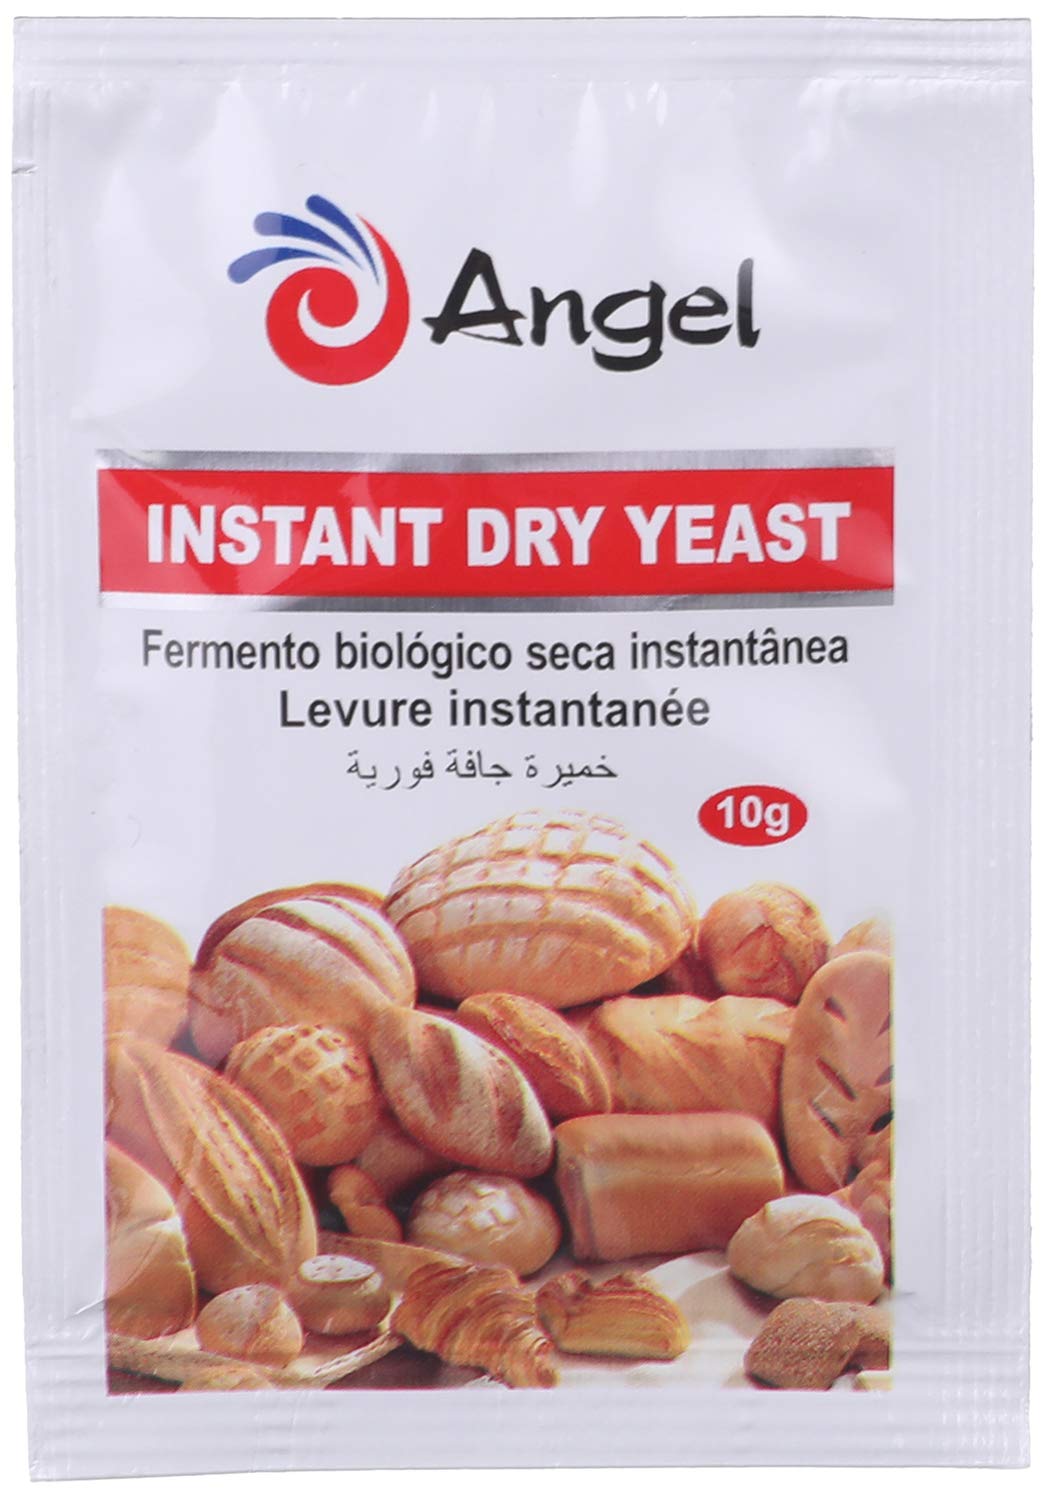 Angel
INSTANT DRY YEAST
Fermento biológico seca instantânea
Levure instantanée
خميرة جافة فورية
10g